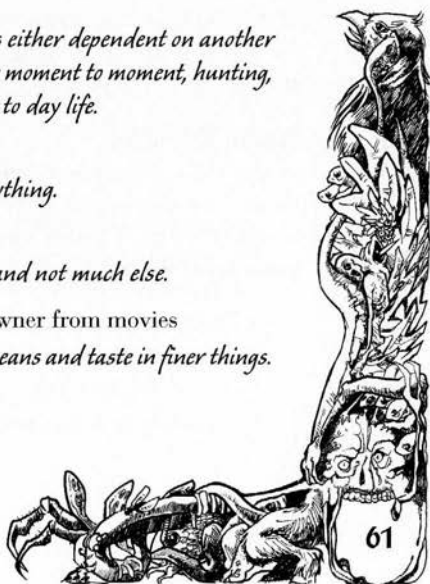 s either dependent on another
moment to moment, hunting,
to day life.
ything.
and not much else.
wner from movies
eans and taste in finer things.
61